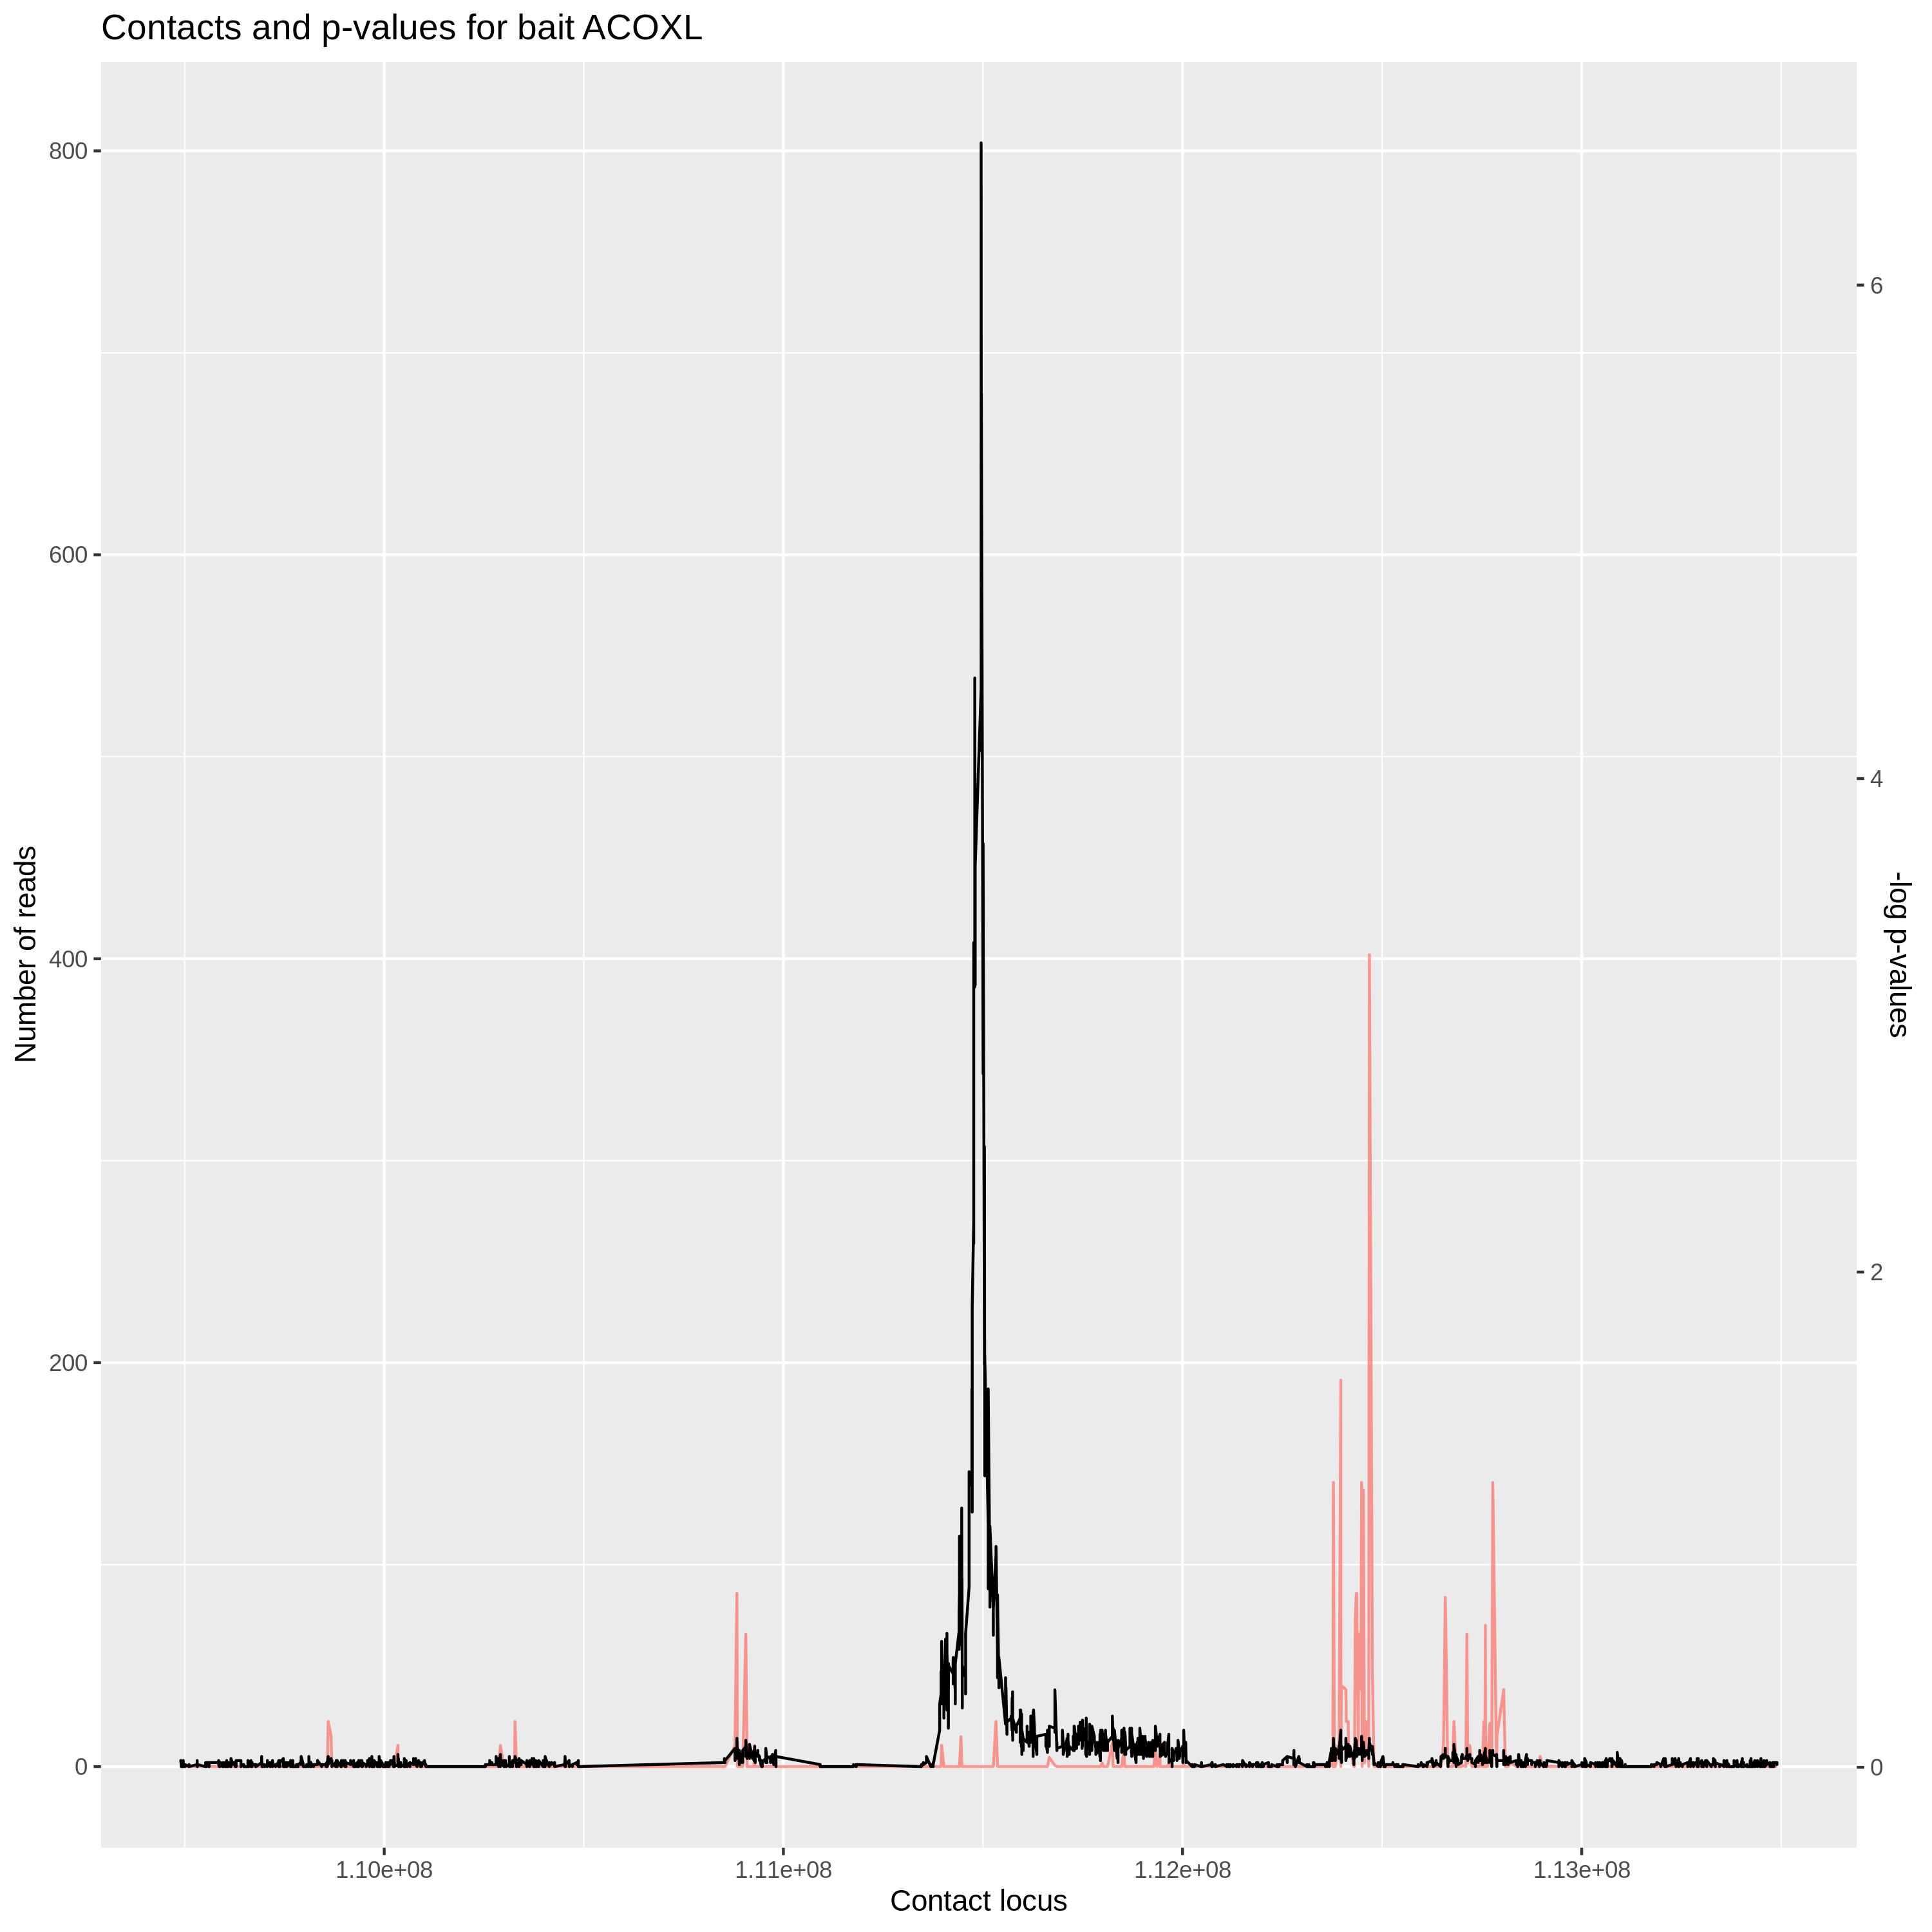 Contacts and p-values for bait ACOXL
800
600
400
200
0
6
4
2
0
Number of reads
-log p-values
1.10e+08
1.11e+08
1.12e+08
1.13e+08
Contact locus